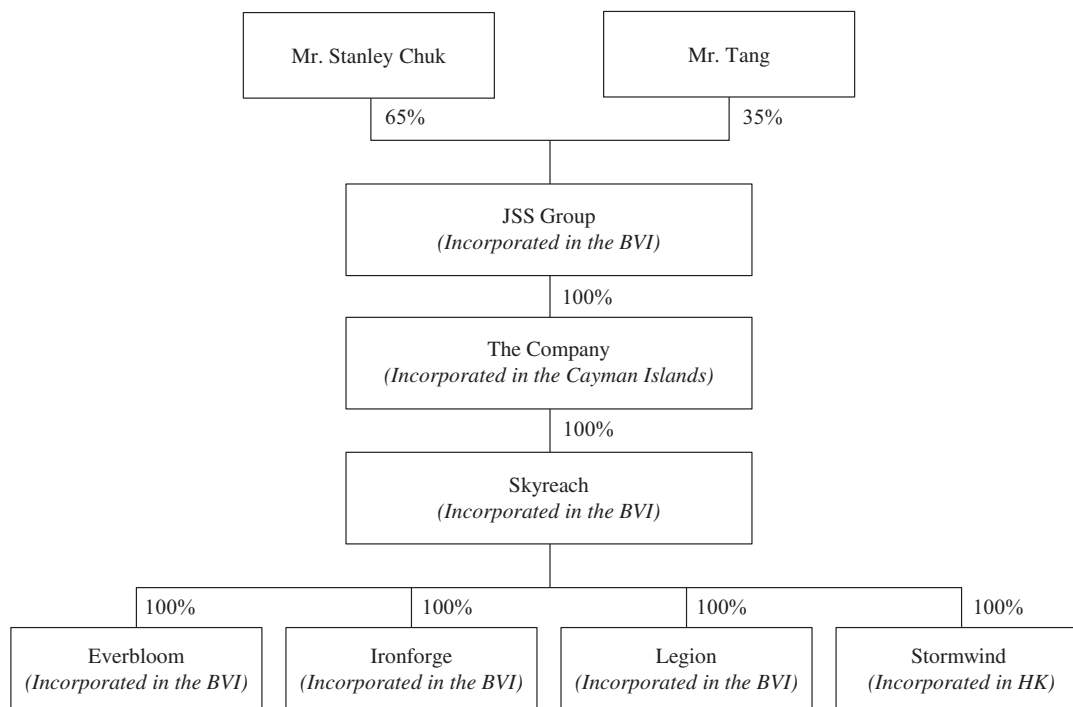 Mr. Stanley Chuk
Mr. Tang
65%
35%
JSS Group
(Incorporated in the BVI)
100%
The Company
(Incorporated in the Cayman Islands)
100%
Skyreach
(Incorporated in the BVI)
100%
100%
100%
100%
Everbloom
(Incorporated in the BVI)
Ironforge
(Incorporated in the BVI)
Legion
(Incorporated in the BVI)
Stormwind
(Incorporated in HK)